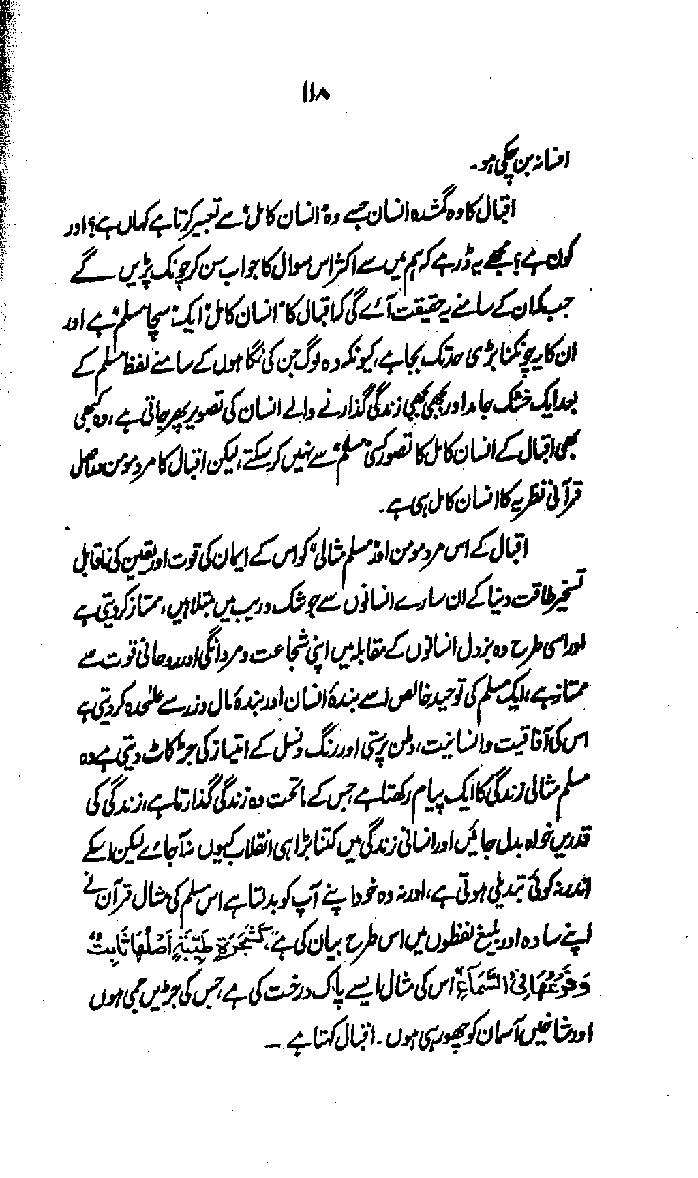 ۱۱۸
افسانہ بن چکی ہو۔
اقبال کا وہ گمشدہ انسان جسے وہ "انسان کامل" سے تعبیر کرتا ہے کہاں ہے؟ اور
کون ہے؟ مجھے یہ ڈر ہے کہ ہم میں سے اکثر اس سوال کا جواب سن کر چونک پڑیں گے
جب کہ ان کے سامنے یہ حقیقت آئے گی کہ اقبال کا "انسان کامل" ایک "سچا مسلم" ہے اور
ان کا یہ چونکنا بڑی حد تک بجا ہے، کیونکہ وہ لوگ جن کی نگاہوں کے سامنے لفظ مسلم کے
بعد ایک خشک جامد اور بجھی بجھی زندگی گذارنے والے انسان کی تصویر پھر جاتی ہے، وہ کبھی
بھی اقبال کے انسان کامل کا تصور کسی "مسلم" سے نہیں کر سکتے، لیکن اقبال کا مرد مومن دراصل
قرآنی نظریہ کا انسان کامل ہی ہے۔
اقبال کے اس مرد مومن اور "مسلم مثالی" کو اس کے ایمان کی قوت اور یقین کی ناقابل
تسخیر طاقت دنیا کے ان سارے انسانوں سے جو شک و ریب میں مبتلا ہیں، ممتاز کر دیتی ہے
اور اسی طرح وہ بزدل انسانوں کے مقابلہ میں اپنی شجاعت و مردانگی اور روحانی قوت سے
ممتاز ہے، ایک مسلم کی توحید خالص اسے بندۂ انسان اور بندۂ مال و زر سے علٰحدہ کر دیتی ہے
اس کی آفاقیت و انسانیت، وطن پرستی اور رنگ و نسل کے امتیاز کی جڑ کاٹ دیتی ہے، وہ
مسلم مثالی زندگی کا ایک پیام رکھتا ہے جس کے ماتحت وہ زندگی گذارتا ہے، زندگی کی
قدریں خواہ بدل جائیں اور انسانی زندگی میں کتنا بڑا ہی انقلاب کیوں نہ آجائے لیکن اسکے
اندر نہ کوئی تبدیلی ہوتی ہے، اور نہ وہ خود اپنے آپ کو بدلتا ہے اس مسلم کی مثال قرآن نے
اپنے سادہ اور بلیغ لفظوں میں اس طرح بیان کی ہے، كَشَجَرَةٍ طَيِّبَةٍ أَصْلُهَا ثَابِتٌ
وَفَرْعُهَا فِي السَّمَاءِ" اس کی مثال ایسے پاک درخت کی ہے، جس کی جڑیں جمی ہوں
اور شاخیں آسمان کو چھو رہی ہوں۔ اقبال کہتا ہے ۔